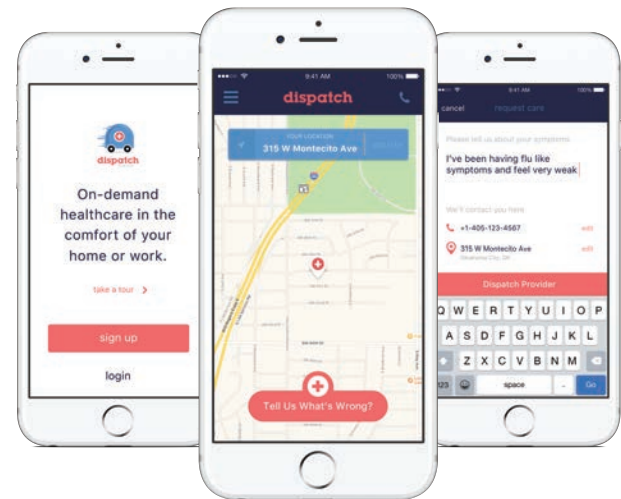 dispatch
On-demand
healthcare in the
comfort of your
home or work.
take a tour >
sign up
login
9:41 AM 100%
dispatch
YOUR LOCATION
315 W Montecito Ave
Tell Us What's Wrong?
9:41 AM 100%
cancel request care
Please tell us about your symptoms
I've been having flu like
symptoms and feel very weak
We'll contact you here
+1-405-123-4567 edit
315 W Montecito Ave edit
Oklahoma City, OK
Dispatch Provider
Q W E R T Y U I O P
A S D F G H J K L
Z X C V B N M
123 space . Go